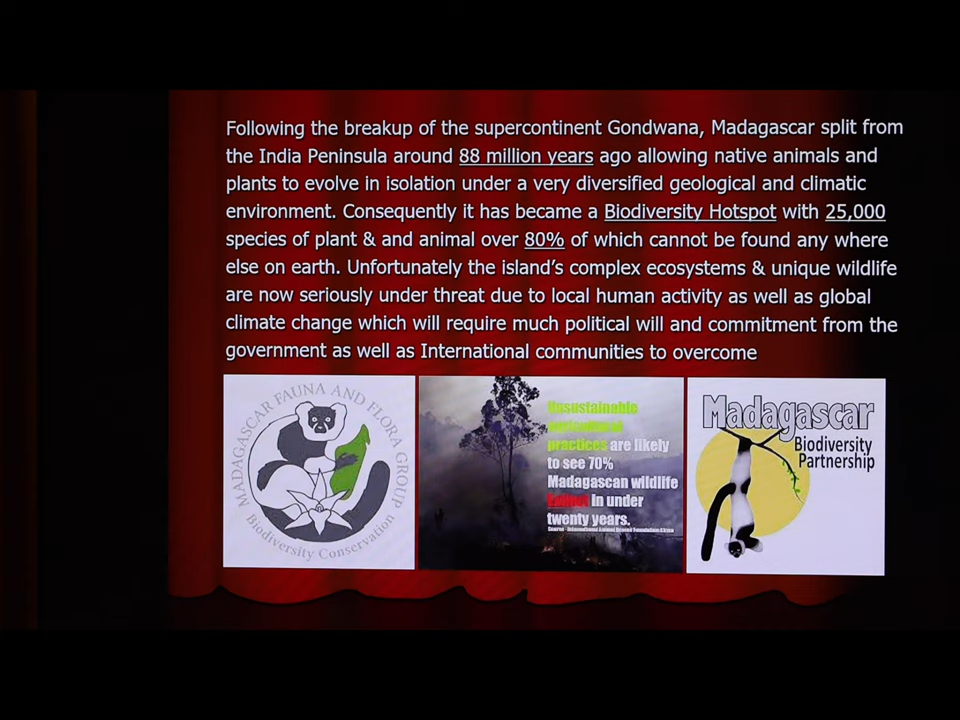 Following the breakup of the supercontinent Gondwana, Madagascar split from
the India Peninsula around 88 million years ago allowing native animals and
plants to evolve in isolation under a very diversified geological and climatic
environment. Consequently it has became a Biodiversity Hotspot with 25,000
species of plant & and animal over 80% of which cannot be found any where
else on earth. Unfortunately the island's complex ecosystems & unique wildlife
are now seriously under threat due to local human activity as well as global
climate change which will require much political will and commitment from the
government as well as International communities to overcome
MADAGASCAR FAUNA AND FLORA GROUP
Biodiversity Conservation
Unsustainable
agricultural
practices are likely
to see 70%
Madagascan wildlife
in under
twenty years.
Source - International Animal Rescue Foundation Africa
Madagascar
Biodiversity
Partnership